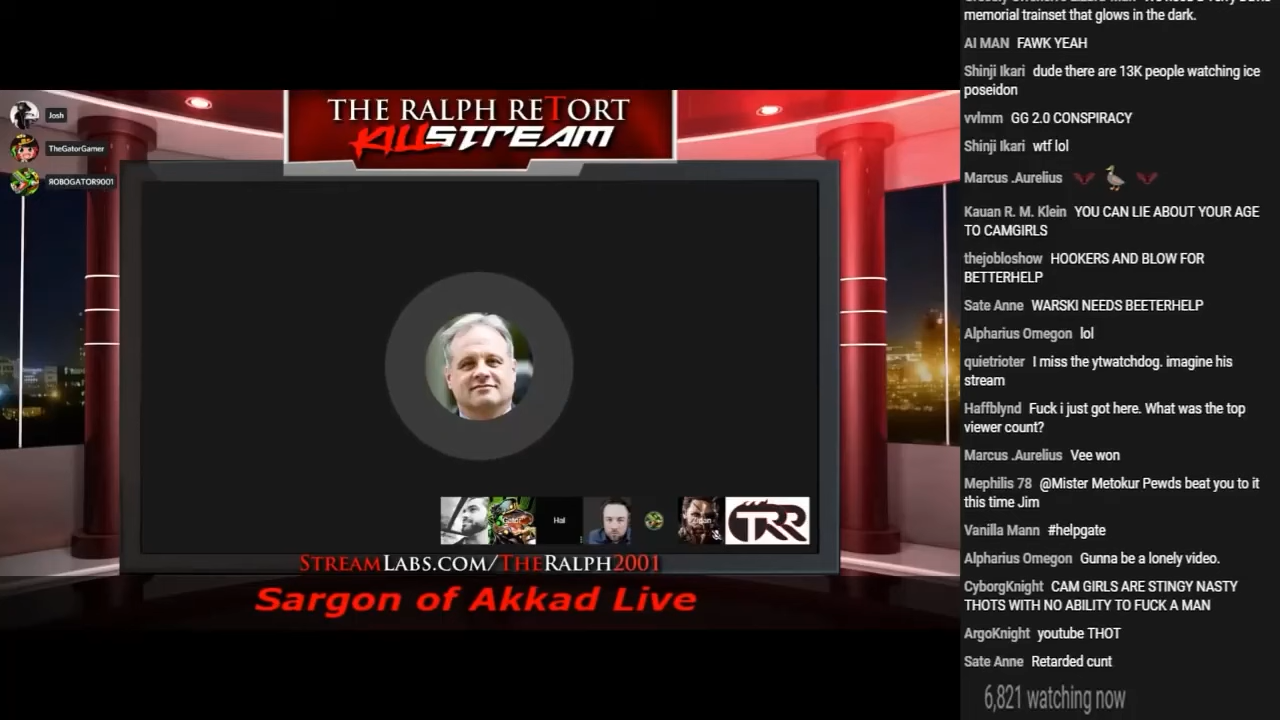 memorial trainset that glows in the dark.
AI MAN FAWK YEAH
Shinji Ikari dude there are 13K people watching ice
poseidon
vvlmm GG 2.0 CONSPIRACY
Shinji Ikari wtf lol
Marcus .Aurelius
Kauan R. M. Klein YOU CAN LIE ABOUT YOUR AGE
TO CAMGIRLS
thejobloshow HOOKERS AND BLOW FOR
BETTERHELP
Sate Anne WARSKI NEEDS BEETERHELP
Alpharius Omegon lol
quietrioter I miss the ytwatchdog. imagine his
stream
Haffblynd Fuck i just got here. What was the top
viewer count?
Marcus .Aurelius Vee won
Mephilis 78 @Mister Metokur Pewds beat you to it
this time Jim
Vanilla Mann #helpgate
Alpharius Omegon Gunna be a lonely video.
CyborgKnight CAM GIRLS ARE STINGY NASTY
THOTS WITH NO ABILITY TO FUCK A MAN
ArgoKnight youtube THOT
Sate Anne Retarded cunt
6,821 watching now
Josh
TheGatorGamer
ROBOGATOR9001
THE RALPH RETORT
KILLSTREAM
Gator
Hal
TRR
STREAMLABS.COM/THERALPH2001
Sargon of Akkad Live